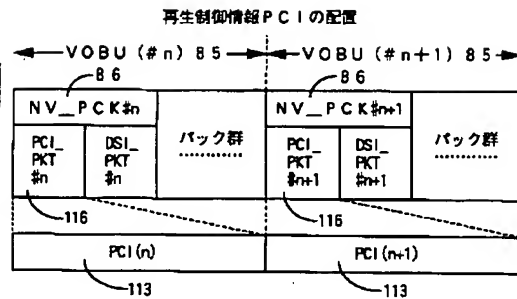 再生制御情報PCIの配置
VOBU (#n) 85
VOBU (#n+1) 85
86
86
NV_PCK#n
NV_PCK#n+1
PCI_
PKT
#n
DSI_
PKT
#n
パック群
PCI_
PKT
#n+1
DSI_
PKT
#n+1
パック群
116
116
PCI(n)
PCI(n+1)
113
113